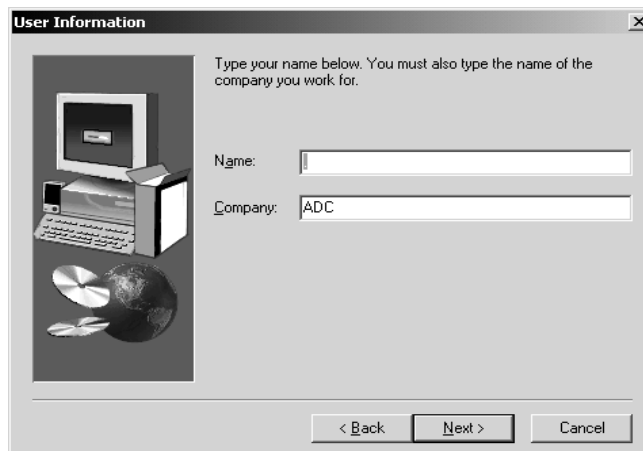 User Information
Type your name below. You must also type the name of the
company you work for.
Name:
Company: ADC
< Back Next > Cancel